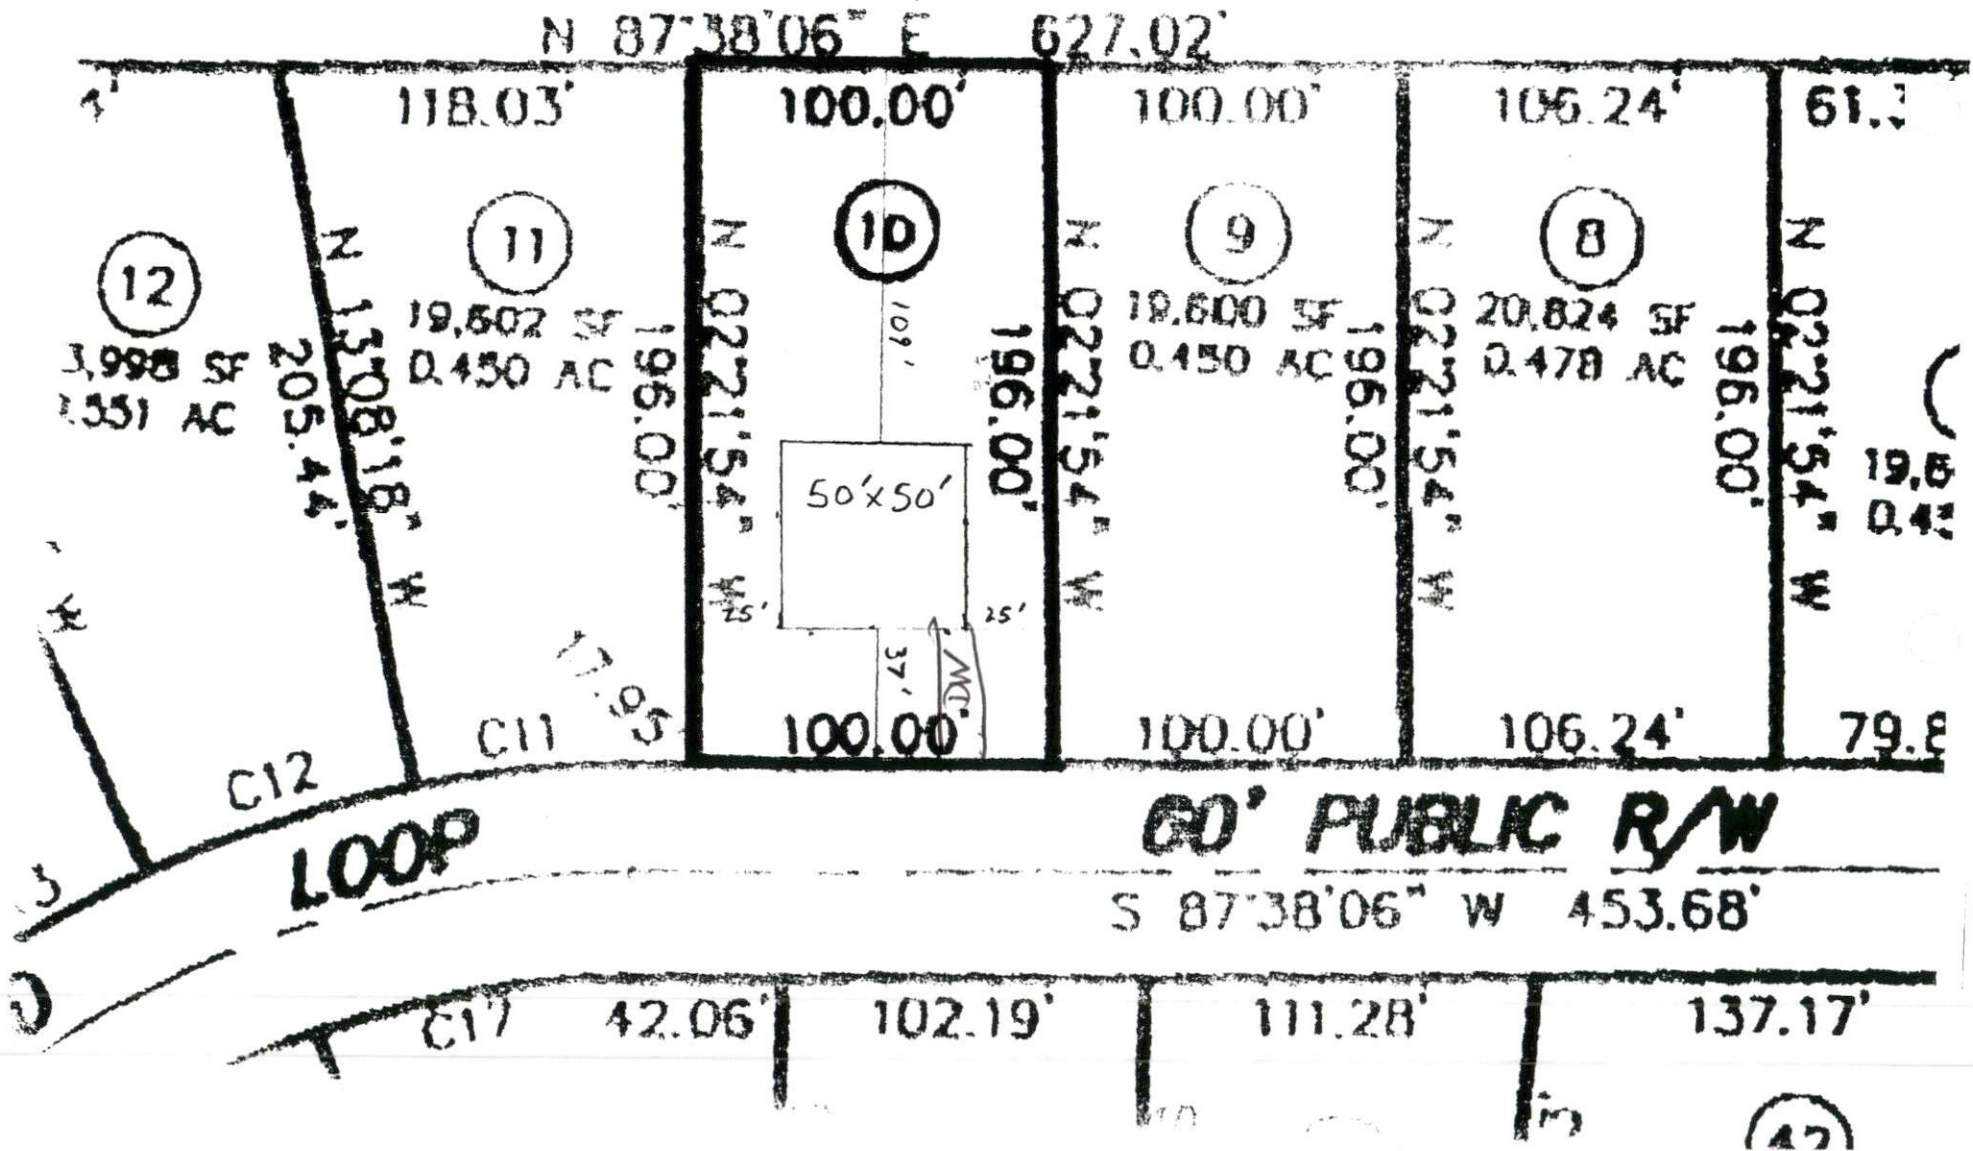 N 87°38'06" E 627.02'
118.03'
100.00'
100.00'
106.24'
12
11
10
9
8
SF
AC
19,602 SF
0.450 AC
19,600 SF
0.450 AC
20,824 SF
0.478 AC
N 13°08'18" W
205.44'
N 02°21'54" W
196.00'
109'
196.00'
N 02°21'54" W
196.00'
N 02°21'54" W
196.00'
N 02°21'54" W
50'x50'
25'
25'
37'
DW
17.95
C11
C12
100.00'
100.00'
106.24'
LOOP
60' PUBLIC R/W
S 87°38'06" W 453.68'
C17
42.06'
102.19'
111.28'
137.17'
42